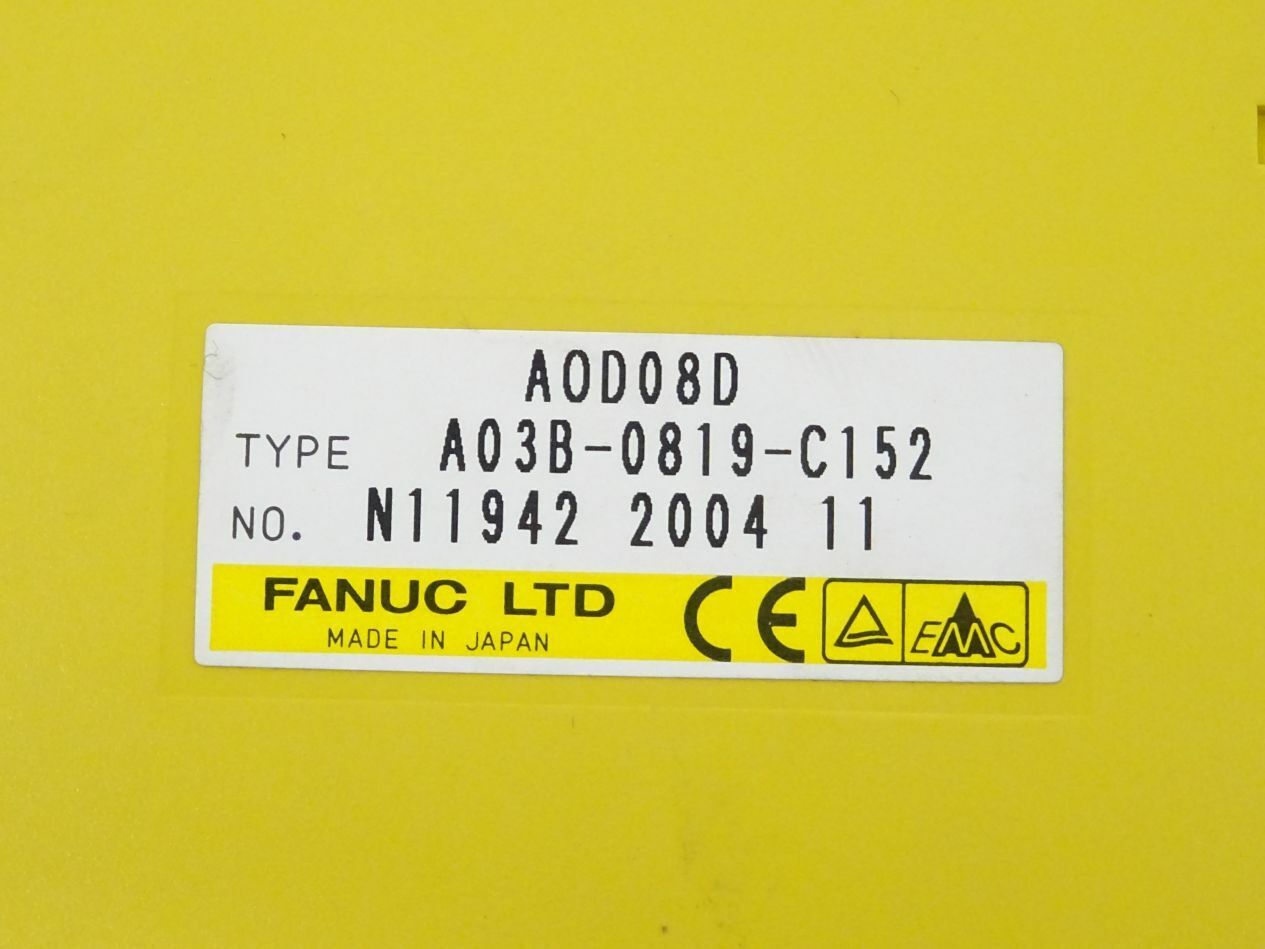 AOD08D
TYPE A03B-0819-C152
NO. N11942 2004 11
FANUC LTD
MADE IN JAPAN
CE
EMC